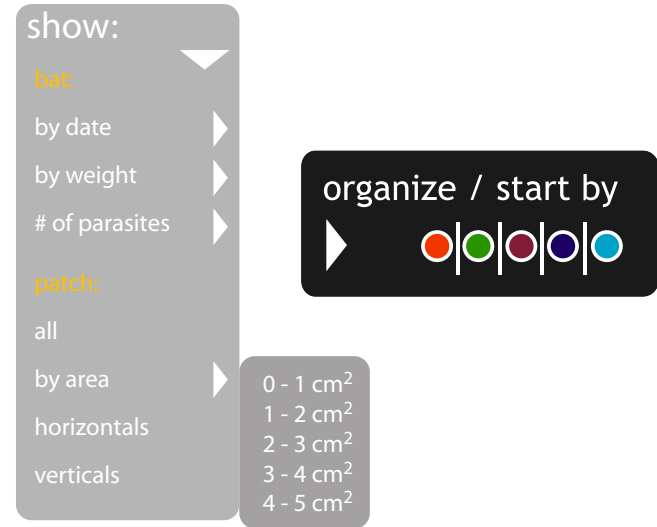 show:
bat:
by date
by weight
# of parasites
patch:
all
by area
horizontals
verticals
0 - 1 cm²
1 - 2 cm²
2 - 3 cm²
3 - 4 cm²
4 - 5 cm²
organize / start by